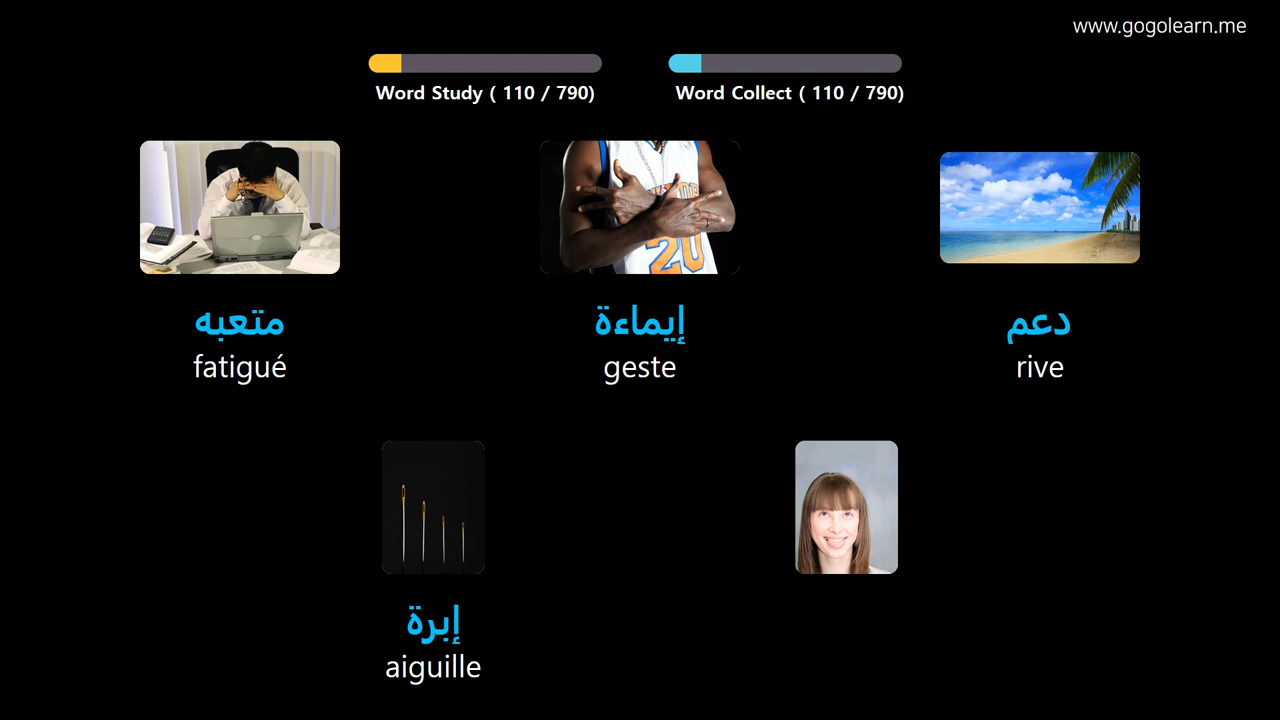 www.gogolearn.me
Word Study ( 110 / 790)
Word Collect ( 110 / 790)
متعبه
fatigué
إيماءة
geste
دعم
rive
إبرة
aiguille
20